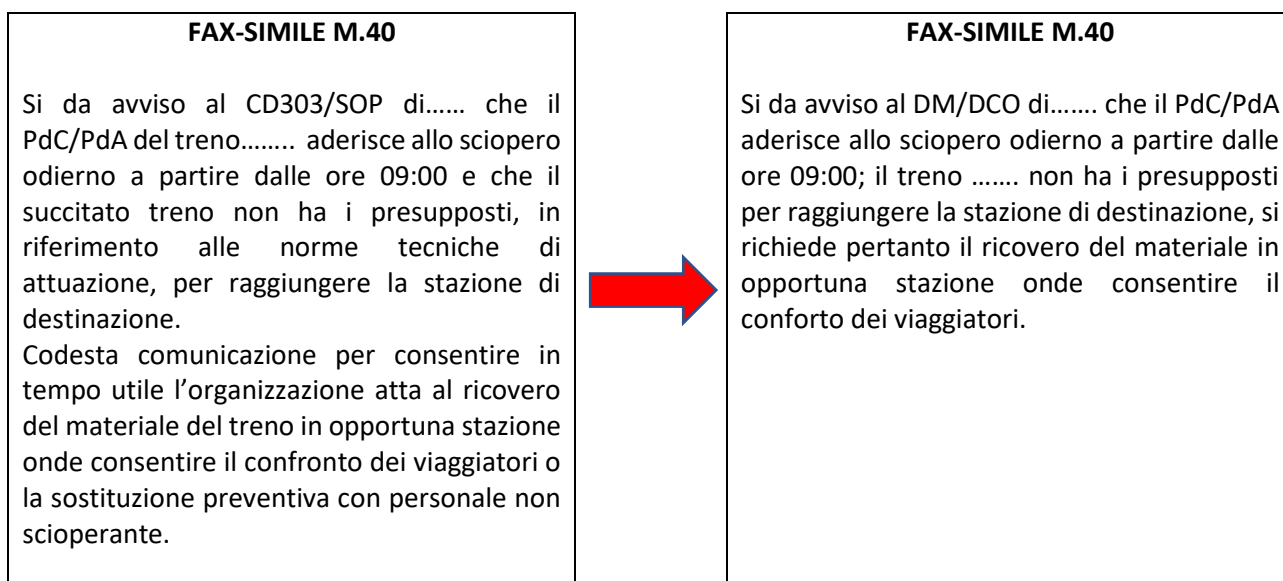 FAX-SIMILE M.40
Si da avviso al CD303/SOP di…… che il
PdC/PdA del treno…….. aderisce allo sciopero
odierno a partire dalle ore 09:00 e che il
succitato treno non ha i presupposti, in
riferimento alle norme tecniche di
attuazione, per raggiungere la stazione di
destinazione.
Codesta comunicazione per consentire in
tempo utile l’organizzazione atta al ricovero
del materiale del treno in opportuna stazione
onde consentire il confronto dei viaggiatori o
la sostituzione preventiva con personale non
scioperante.
FAX-SIMILE M.40
Si da avviso al DM/DCO di……. che il PdC/PdA
aderisce allo sciopero odierno a partire dalle
ore 09:00; il treno ……. non ha i presupposti
per raggiungere la stazione di destinazione, si
richiede pertanto il ricovero del materiale in
opportuna stazione onde consentire il
conforto dei viaggiatori.